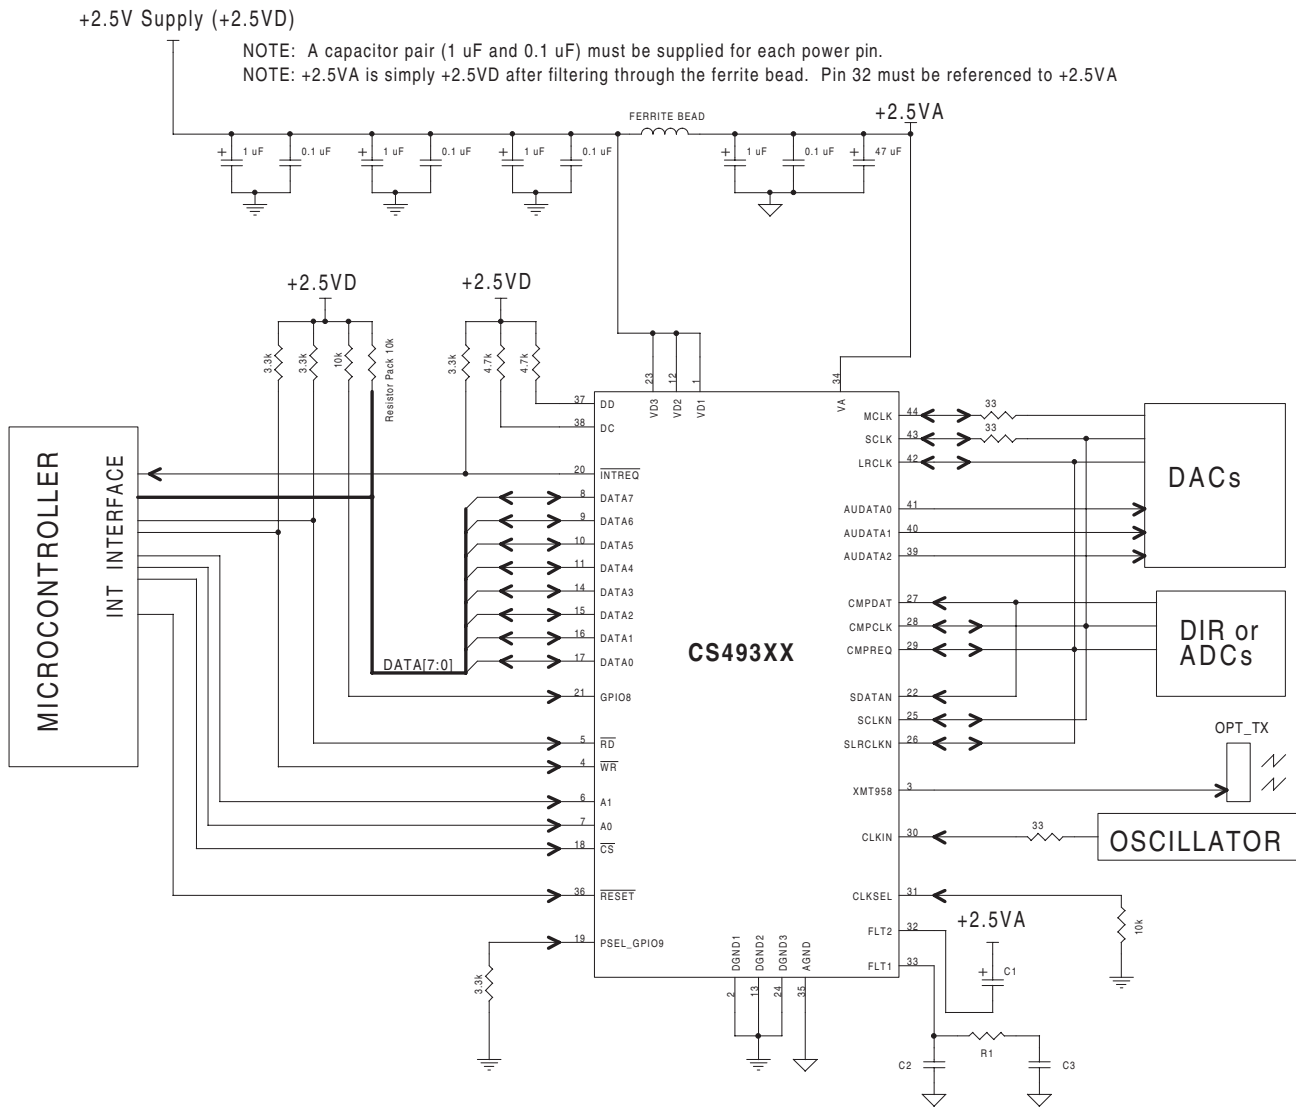 +2.5V Supply (+2.5VD)
NOTE: A capacitor pair (1 uF and 0.1 uF) must be supplied for each power pin.
NOTE: +2.5VA is simply +2.5VD after filtering through the ferrite bead. Pin 32 must be referenced to +2.5VA
FERRITE BEAD
+2.5VA
+ 1 uF 0.1 uF + 1 uF 0.1 uF + 1 uF 0.1 uF + 1 uF 0.1 uF + 47 uF
+2.5VD
+2.5VD
3.3k
3.3k
10k
Resistor Pack 10k
3.3k
4.7k
4.7k
23
12
1
34
VD3
VD2
VD1
VA
MICROCONTROLLER
INT INTERFACE
DATA[7:0]
37 DD
38 DC
20 INTREQ
8 DATA7
9 DATA6
10 DATA5
11 DATA4
14 DATA3
15 DATA2
16 DATA1
17 DATA0
21 GPIO8
5 RD
4 WR
6 A1
7 A0
18 CS
36 RESET
19 PSEL_GPIO9
3.3k
CS493XX
MCLK 44 33
SCLK 43 33
LRCLK 42
AUDATA0 41
AUDATA1 40
AUDATA2 39
DACs
CMPDAT 27
CMPCLK 28
CMPREQ 29
DIR or
ADCs
SDATAN 22
SCLKN 25
SLRCLKN 26
OPT_TX
XMT958 3
CLKIN 30 33
OSCILLATOR
CLKSEL 31
10k
FLT2 32
+2.5VA
FLT1 33
+ C1
DGND1
DGND2
DGND3
AGND
2
13
24
35
C2 R1 C3